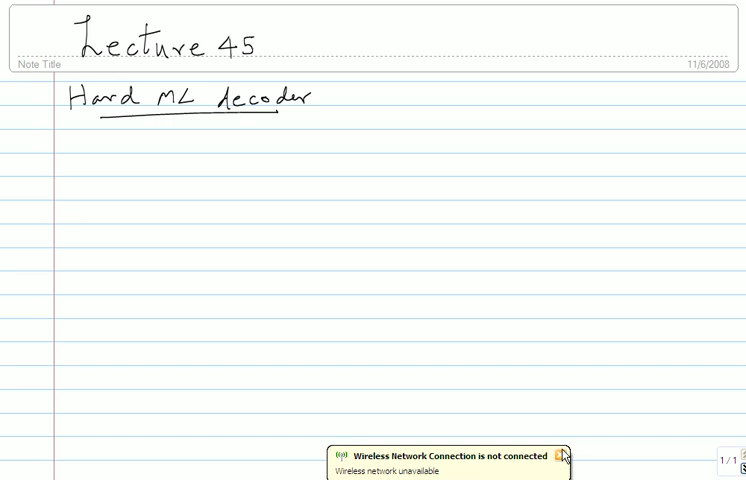 Lecture 45
Note Title
11/6/2008
Hard ML decoder
Wireless Network Connection is not connected
Wireless network unavailable
1 / 1